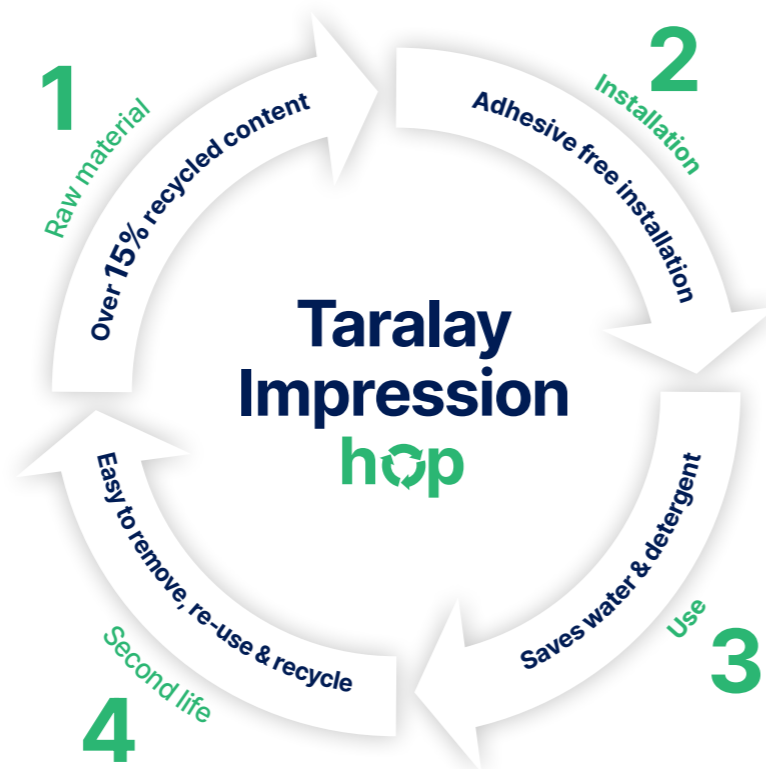 1
Raw material
Over 15% recycled content
2
Installation
Adhesive free installation
Taralay
Impression
hop
3
Use
Saves water & detergent
4
Second life
Easy to remove, re-use & recycle